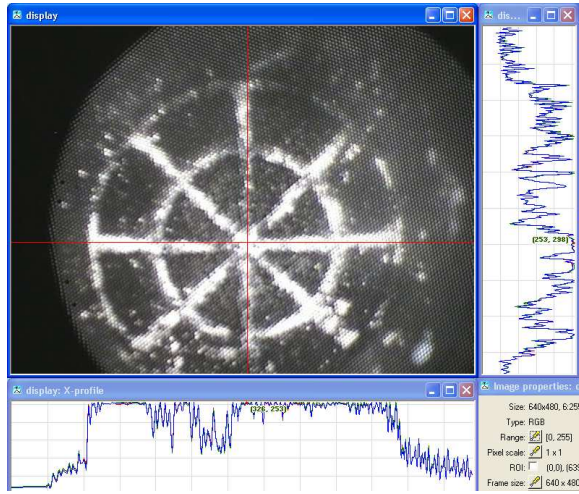 display
dis...
(253, 298)
display: X-profile
(326, 253)
Image properties: c
Size: 640x480, 6:25
Type: RGB
Range: [0, 255]
Pixel scale: 1 x 1
ROI: (0,0), (63
Frame size: 640 x 480